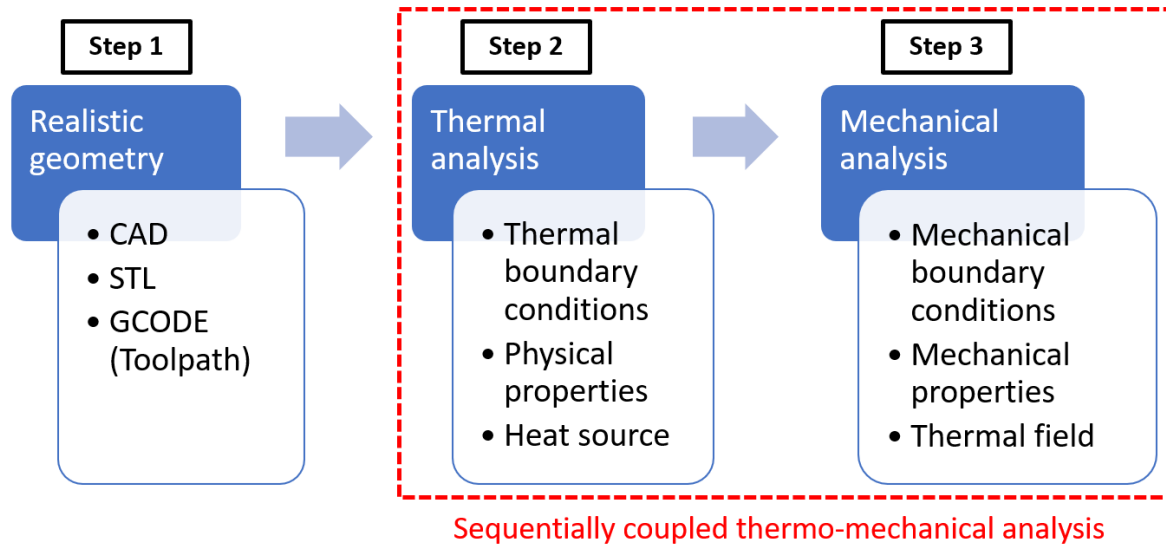 Step 1
Realistic
geometry
• CAD
• STL
• GCODE
(Toolpath)
Step 2
Thermal
analysis
• Thermal
boundary
conditions
• Physical
properties
• Heat source
Step 3
Mechanical
analysis
• Mechanical
boundary
conditions
• Mechanical
properties
• Thermal field
Sequentially coupled thermo-mechanical analysis